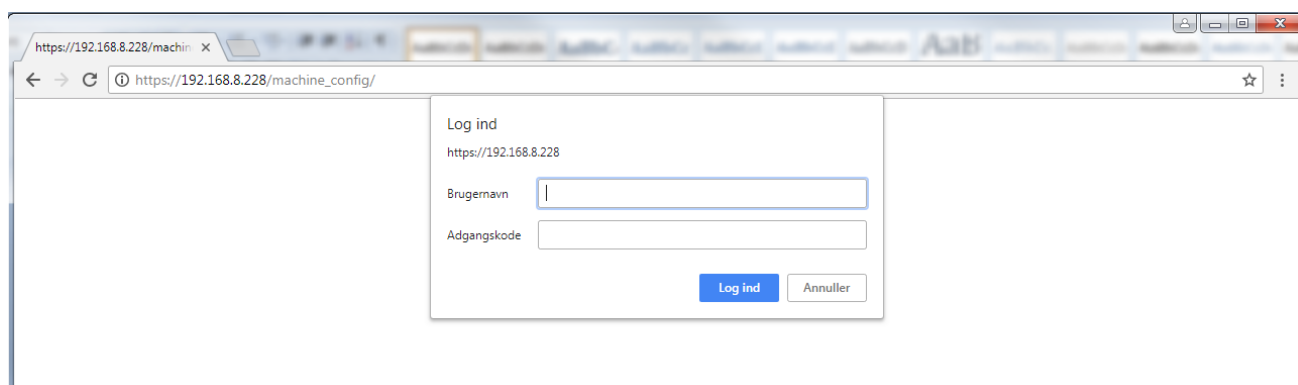 https://192.168.8.228/machin
https://192.168.8.228/machine_config/
Log ind
https://192.168.8.228
Brugernavn
Adgangskode
Log ind Annuller